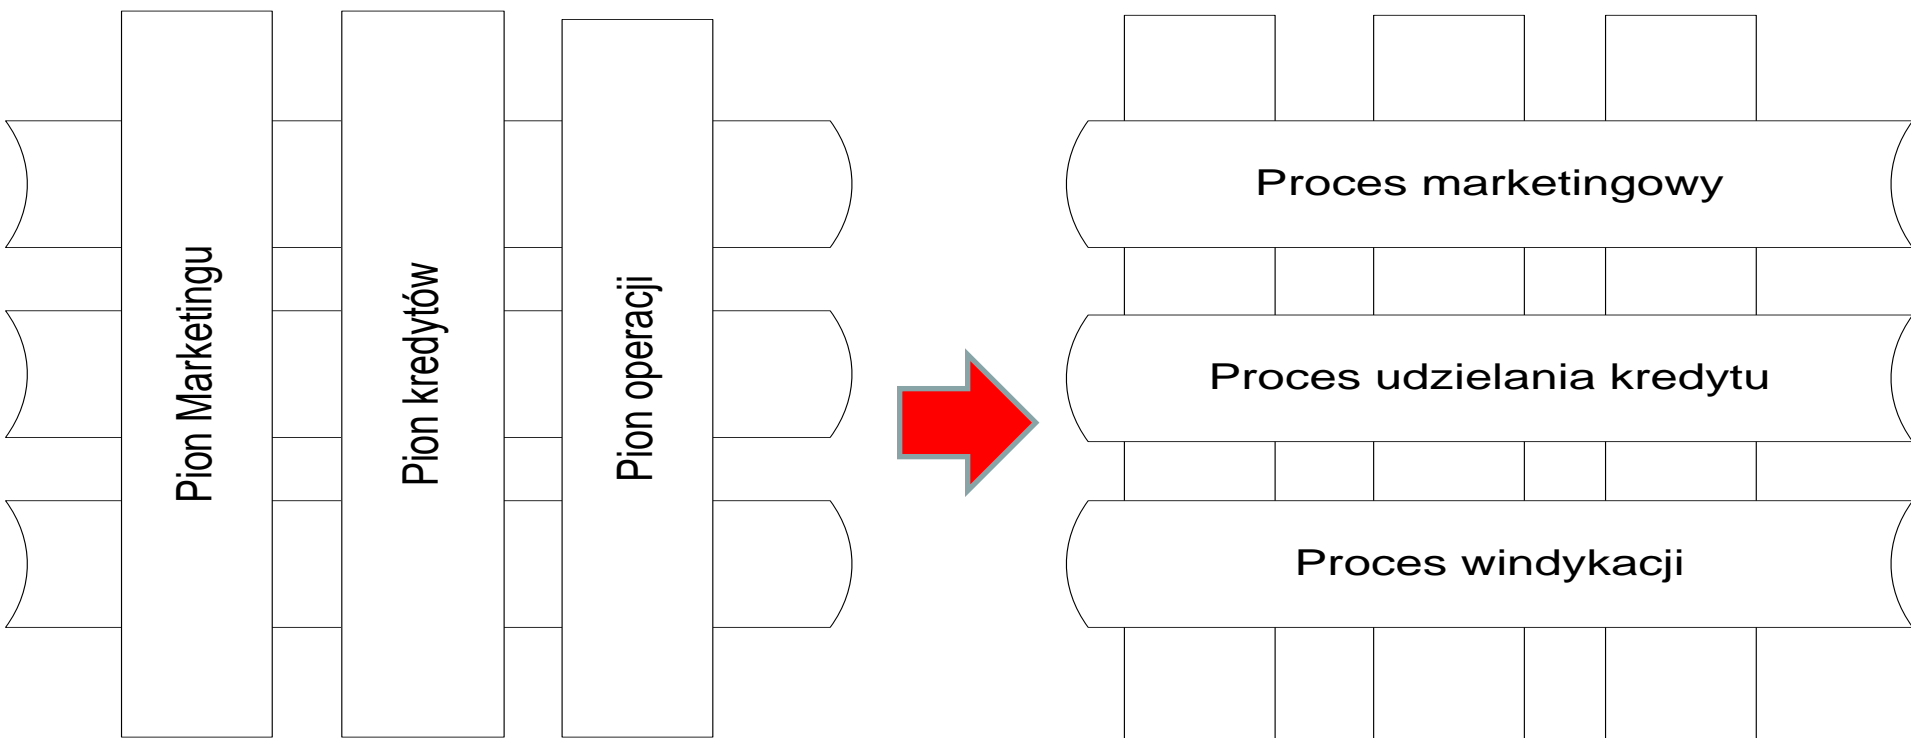 Pion Marketingu
Pion kredytów
Pion operacji
Proces marketingowy
Proces udzielania kredytu
Proces windykacji